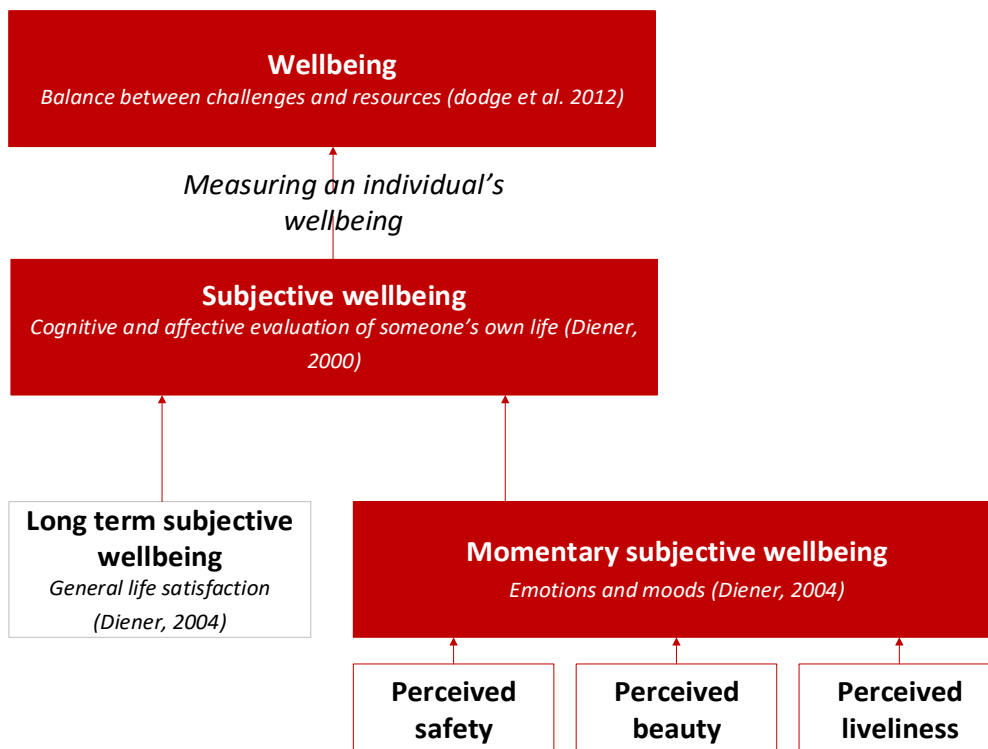 Wellbeing
Balance between challenges and resources (dodge et al. 2012)
Measuring an individual’s
wellbeing
Subjective wellbeing
Cognitive and affective evaluation of someone’s own life (Diener,
2000)
Long term subjective
wellbeing
General life satisfaction
(Diener, 2004)
Momentary subjective wellbeing
Emotions and moods (Diener, 2004)
Perceived
safety
Perceived
beauty
Perceived
liveliness